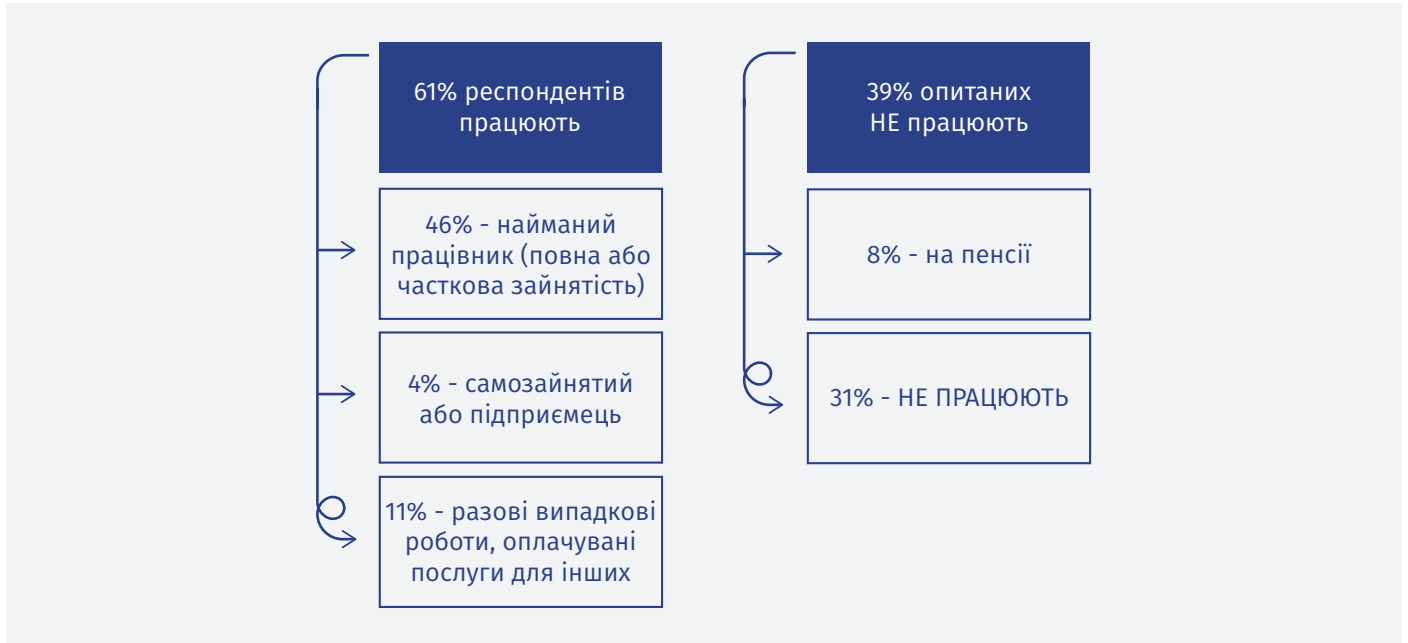 61% респондентів
працюють
46% - найманий
працівник (повна або
часткова зайнятість)
4% - самозайнятий
або підприємець
11% - разові випадкові
роботи, оплачувані
послуги для інших
39% опитаних
НЕ працюють
8% - на пенсії
31% - НЕ ПРАЦЮЮТЬ